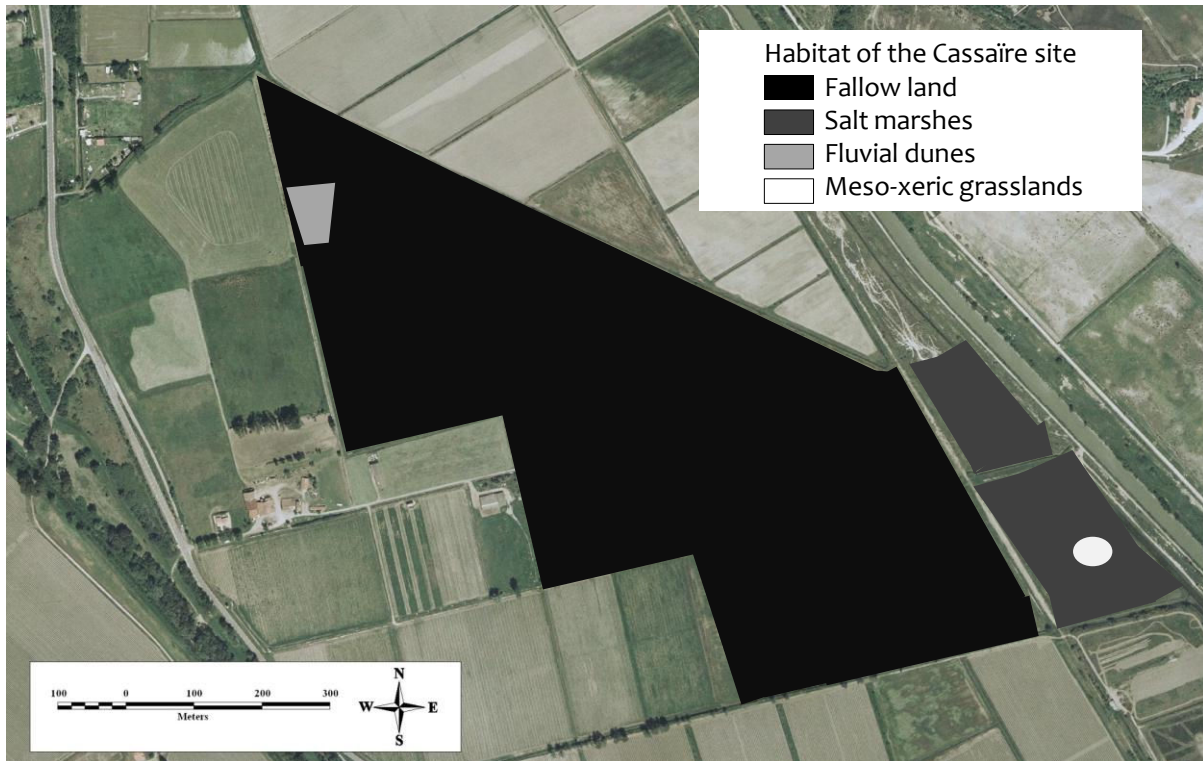 Habitat of the Cassaïre site
Fallow land
Salt marshes
Fluvial dunes
Meso-xeric grasslands
100 0 100 200 300
Meters
N
W E
S